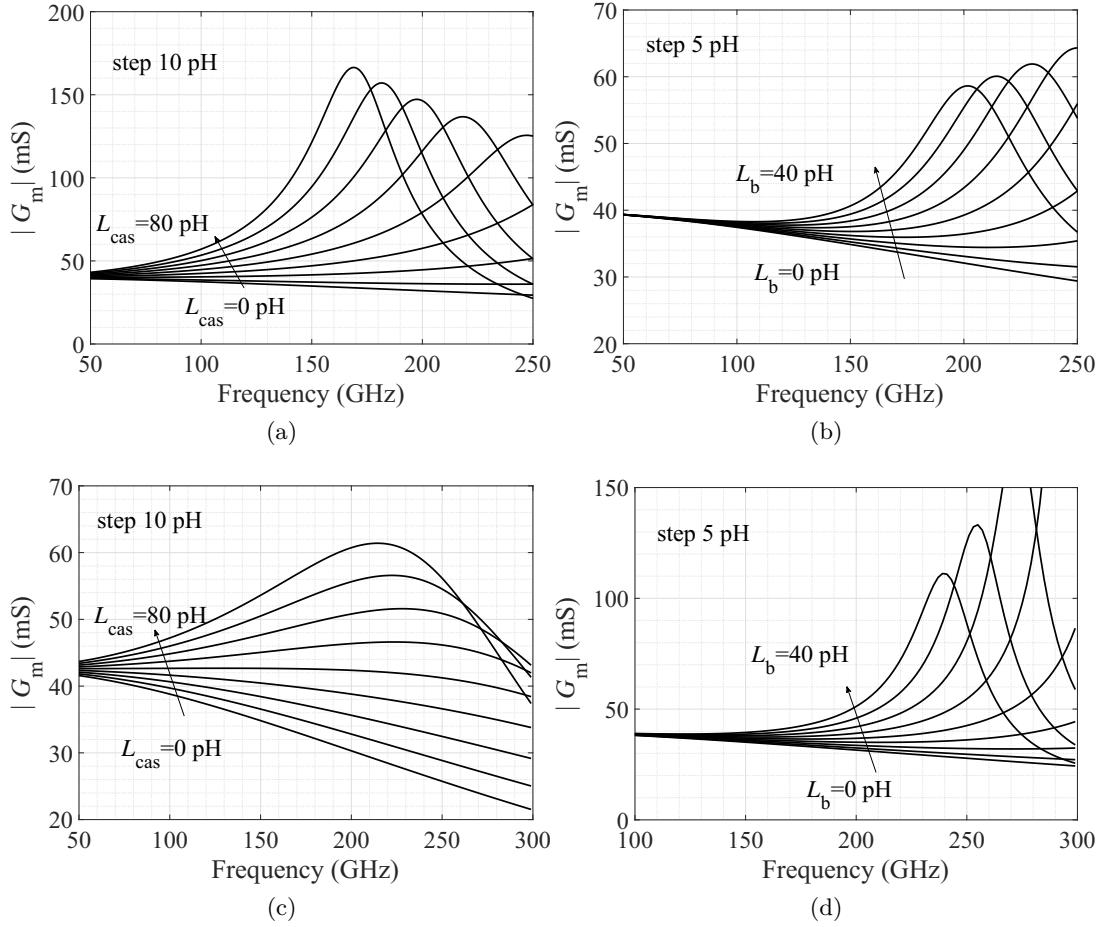 200
150
100
50
0
| G_m| (mS)
step 10 pH
L_cas=80 pH
L_cas=0 pH
50 100 150 200 250
Frequency (GHz)
(a)
70
60
50
40
30
20
| G_m| (mS)
step 5 pH
L_b=40 pH
L_b=0 pH
50 100 150 200 250
Frequency (GHz)
(b)
70
60
50
40
30
20
| G_m| (mS)
step 10 pH
L_cas=80 pH
L_cas=0 pH
50 100 150 200 250 300
Frequency (GHz)
(c)
150
100
50
0
| G_m| (mS)
step 5 pH
L_b=40 pH
L_b=0 pH
100 150 200 250 300
Frequency (GHz)
(d)